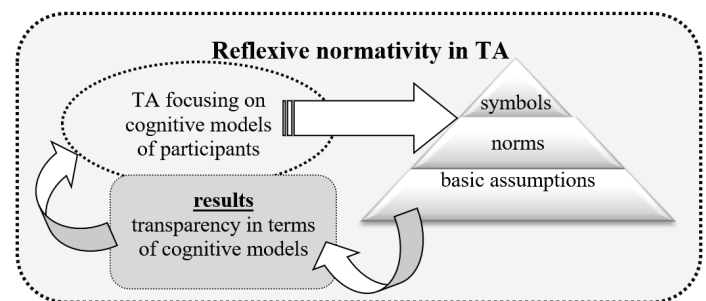 Reflexive normativity in TA
TA focusing on
cognitive models
of participants
symbols
norms
basic assumptions
results
transparency in terms
of cognitive models